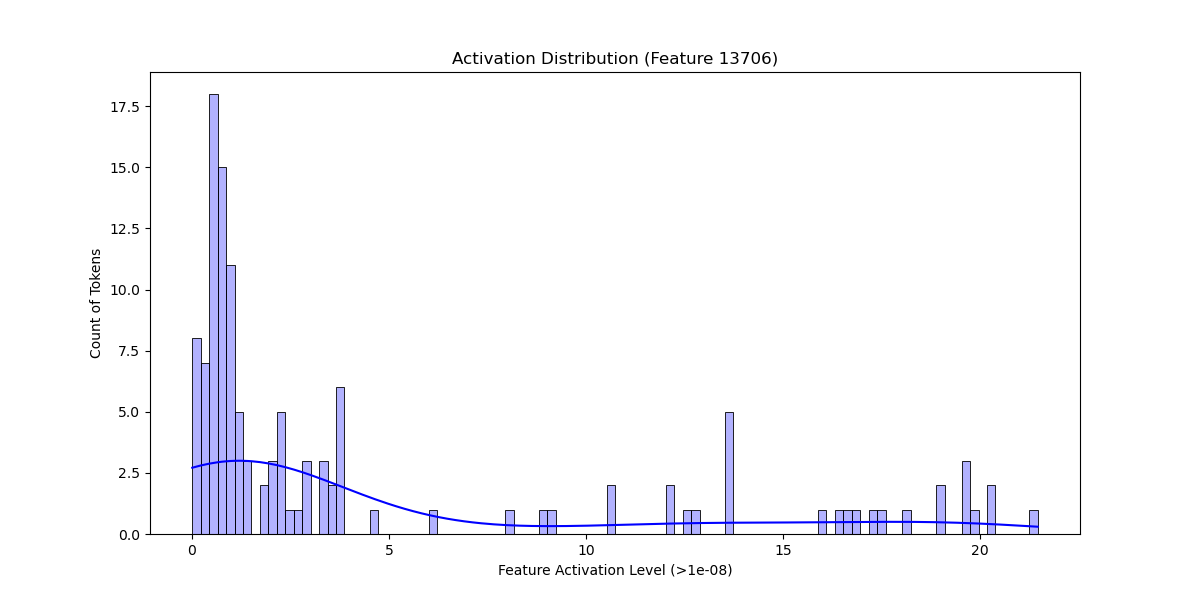 Activation Distribution (Feature 13706)
17.5
15.0
12.5
10.0
7.5
5.0
2.5
0.0
Count of Tokens
0 5 10 15 20
Feature Activation Level (>1e-08)